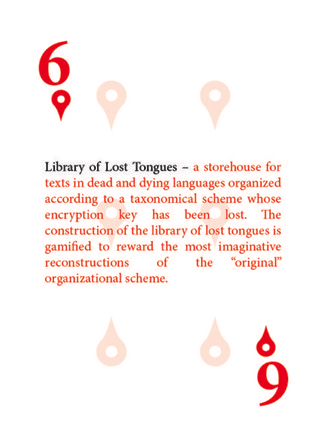 6
Library of Lost Tongues – a storehouse for
texts in dead and dying languages organized
according to a taxonomical scheme whose
encryption key has been lost. The
construction of the library of lost tongues is
gamified to reward the most imaginative
reconstructions of the “original”
organizational scheme.
6